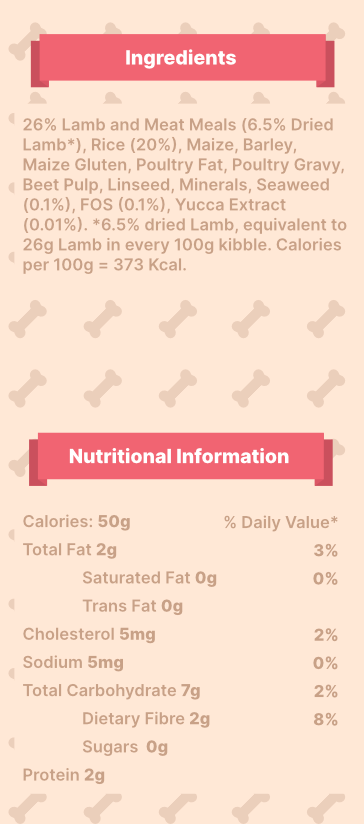 Ingredients
26% Lamb and Meat Meals (6.5% Dried
Lamb*), Rice (20%), Maize, Barley,
Maize Gluten, Poultry Fat, Poultry Gravy,
Beet Pulp, Linseed, Minerals, Seaweed
(0.1%), FOS (0.1%), Yucca Extract
(0.01%). *6.5% dried Lamb, equivalent to
26g Lamb in every 100g kibble. Calories
per 100g = 373 Kcal.
Nutritional Information
Calories: 50g % Daily Value*
Total Fat 2g 3%
Saturated Fat 0g 0%
Trans Fat 0g
Cholesterol 5mg 2%
Sodium 5mg 0%
Total Carbohydrate 7g 2%
Dietary Fibre 2g 8%
Sugars 0g
Protein 2g